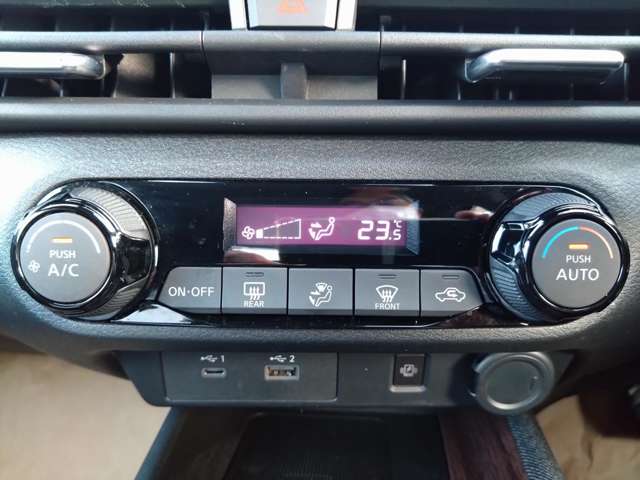 23.5 °C
PUSH
A/C
PUSH
AUTO
ON·OFF
REAR
FRONT
1
2